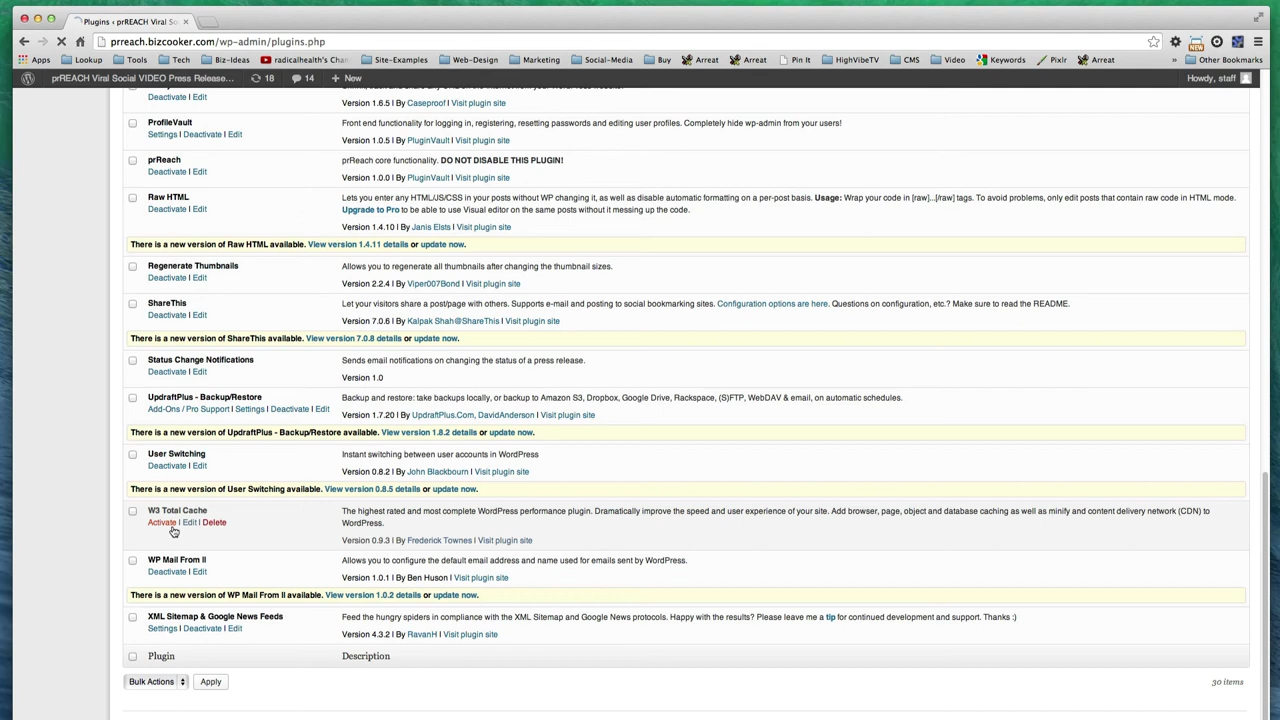 Plugins ‹ prREACH Viral So
prreach.bizcooker.com/wp-admin/plugins.php
Apps Lookup Tools Tech Biz-Ideas radicalhealth's Chan Site-Examples Web-Design Marketing Social-Media Buy Arreat Arreat Pin It HighVibeTV CMS Video Keywords Pixlr Arreat » Other Bookmarks
prREACH Viral Social VIDEO Press Release... 18 14 + New Howdy, staff
Deactivate | Edit
Version 1.6.5 | By Caseproof | Visit plugin site
ProfileVault Front end functionality for logging in, registering, resetting passwords and editing user profiles. Completely hide wp-admin from your users!
Settings | Deactivate | Edit
Version 1.0.5 | By PluginVault | Visit plugin site
prReach prReach core functionality. DO NOT DISABLE THIS PLUGIN!
Deactivate | Edit
Version 1.0.0 | By PluginVault | Visit plugin site
Raw HTML Lets you enter any HTML/JS/CSS in your posts without WP changing it, as well as disable automatic formatting on a per-post basis. Usage: Wrap your code in [raw]...[/raw] tags. To avoid problems, only edit posts that contain raw code in HTML mode.
Deactivate | Edit Upgrade to Pro to be able to use Visual editor on the same posts without it messing up the code.
Version 1.4.10 | By Janis Elsts | Visit plugin site
There is a new version of Raw HTML available. View version 1.4.11 details or update now.
Regenerate Thumbnails Allows you to regenerate all thumbnails after changing the thumbnail sizes.
Deactivate | Edit
Version 2.2.4 | By Viper007Bond | Visit plugin site
ShareThis Let your visitors share a post/page with others. Supports e-mail and posting to social bookmarking sites. Configuration options are here. Questions on configuration, etc.? Make sure to read the README.
Deactivate | Edit
Version 7.0.6 | By Kalpak Shah@ShareThis | Visit plugin site
There is a new version of ShareThis available. View version 7.0.8 details or update now.
Status Change Notifications Sends email notifications on changing the status of a press release.
Deactivate | Edit
Version 1.0
UpdraftPlus - Backup/Restore Backup and restore: take backups locally, or backup to Amazon S3, Dropbox, Google Drive, Rackspace, (S)FTP, WebDAV & email, on automatic schedules.
Add-Ons / Pro Support | Settings | Deactivate | Edit
Version 1.7.20 | By UpdraftPlus.Com, DavidAnderson | Visit plugin site
There is a new version of UpdraftPlus - Backup/Restore available. View version 1.8.2 details or update now.
User Switching Instant switching between user accounts in WordPress
Deactivate | Edit
Version 0.8.2 | By John Blackbourn | Visit plugin site
There is a new version of User Switching available. View version 0.8.5 details or update now.
W3 Total Cache The highest rated and most complete WordPress performance plugin. Dramatically improve the speed and user experience of your site. Add browser, page, object and database caching as well as minify and content delivery network (CDN) to
Activate | Edit | Delete WordPress.
Version 0.9.3 | By Frederick Townes | Visit plugin site
WP Mail From II Allows you to configure the default email address and name used for emails sent by WordPress.
Deactivate | Edit
Version 1.0.1 | By Ben Huson | Visit plugin site
There is a new version of WP Mail From II available. View version 1.0.2 details or update now.
XML Sitemap & Google News Feeds Feed the hungry spiders in compliance with the XML Sitemap and Google News protocols. Happy with the results? Please leave me a tip for continued development and support. Thanks :)
Settings | Deactivate | Edit
Version 4.3.2 | By RavanH | Visit plugin site
Plugin Description
Bulk Actions Apply 30 items